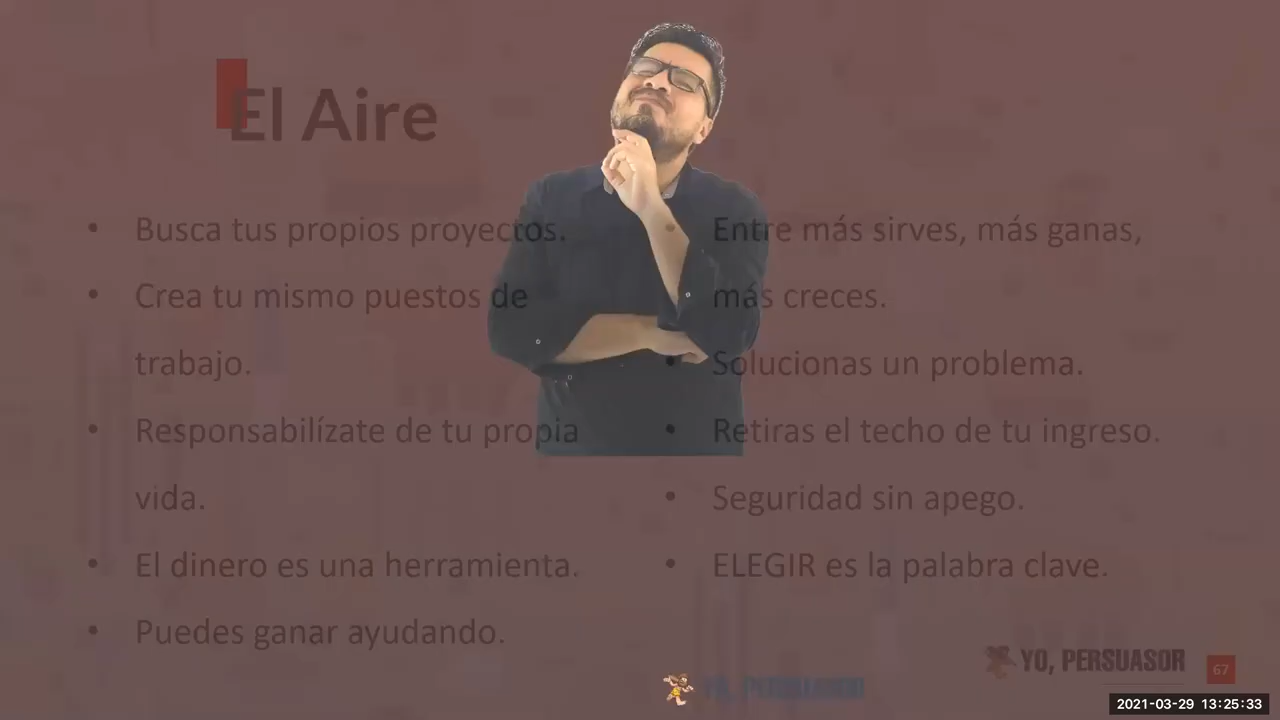 El Aire
Busca tus propios proyectos.
Crea tu mismo puestos de
trabajo.
Responsabilízate de tu propia
vida.
El dinero es una herramienta.
Puedes ganar ayudando.
Entre más sirves, más ganas,
más creces.
Solucionas un problema.
Retiras el techo de tu ingreso.
Seguridad sin apego.
ELEGIR es la palabra clave.
YO, PERSUASOR
67
YO, PERSUASOR
2021-03-29 13:25:33